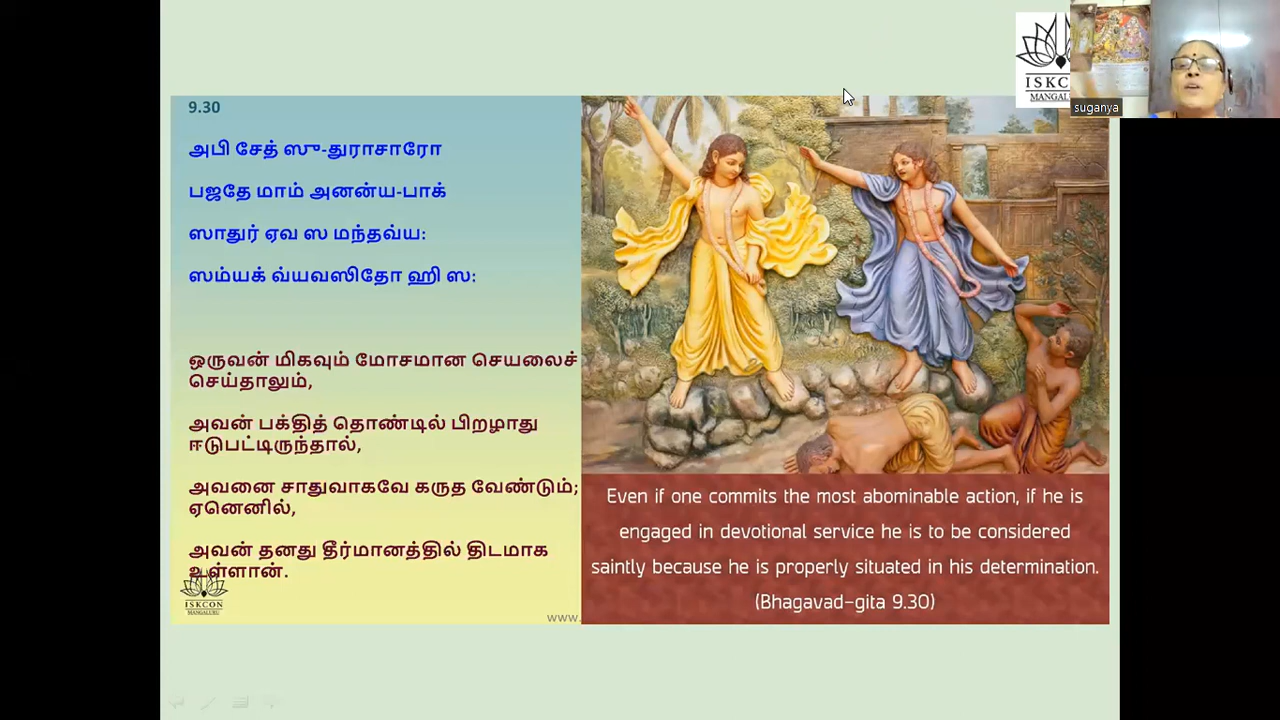 9.30
அபி சேத் ஸு-துராசாரோ
பஜதே மாம் அனன்ய-பாக்
ஸாதுர் ஏவ ஸ மந்தவ்ய:
ஸம்யக் வ்யவஸிதோ ஹி ஸ:
ஒருவன் மிகவும் மோசமான செயலைச்
செய்தாலும்,
அவன் பக்தித் தொண்டில் பிறழாது
ஈடுபட்டிருந்தால்,
அவனை சாதுவாகவே கருத வேண்டும்;
ஏனெனில்,
அவன் தனது தீர்மானத்தில் திடமாக
உள்ளான்.
ISKCON
MANGALURU
www.
Even if one commits the most abominable action, if he is
engaged in devotional service he is to be considered
saintly because he is properly situated in his determination.
(Bhagavad-gita 9.30)
suganya